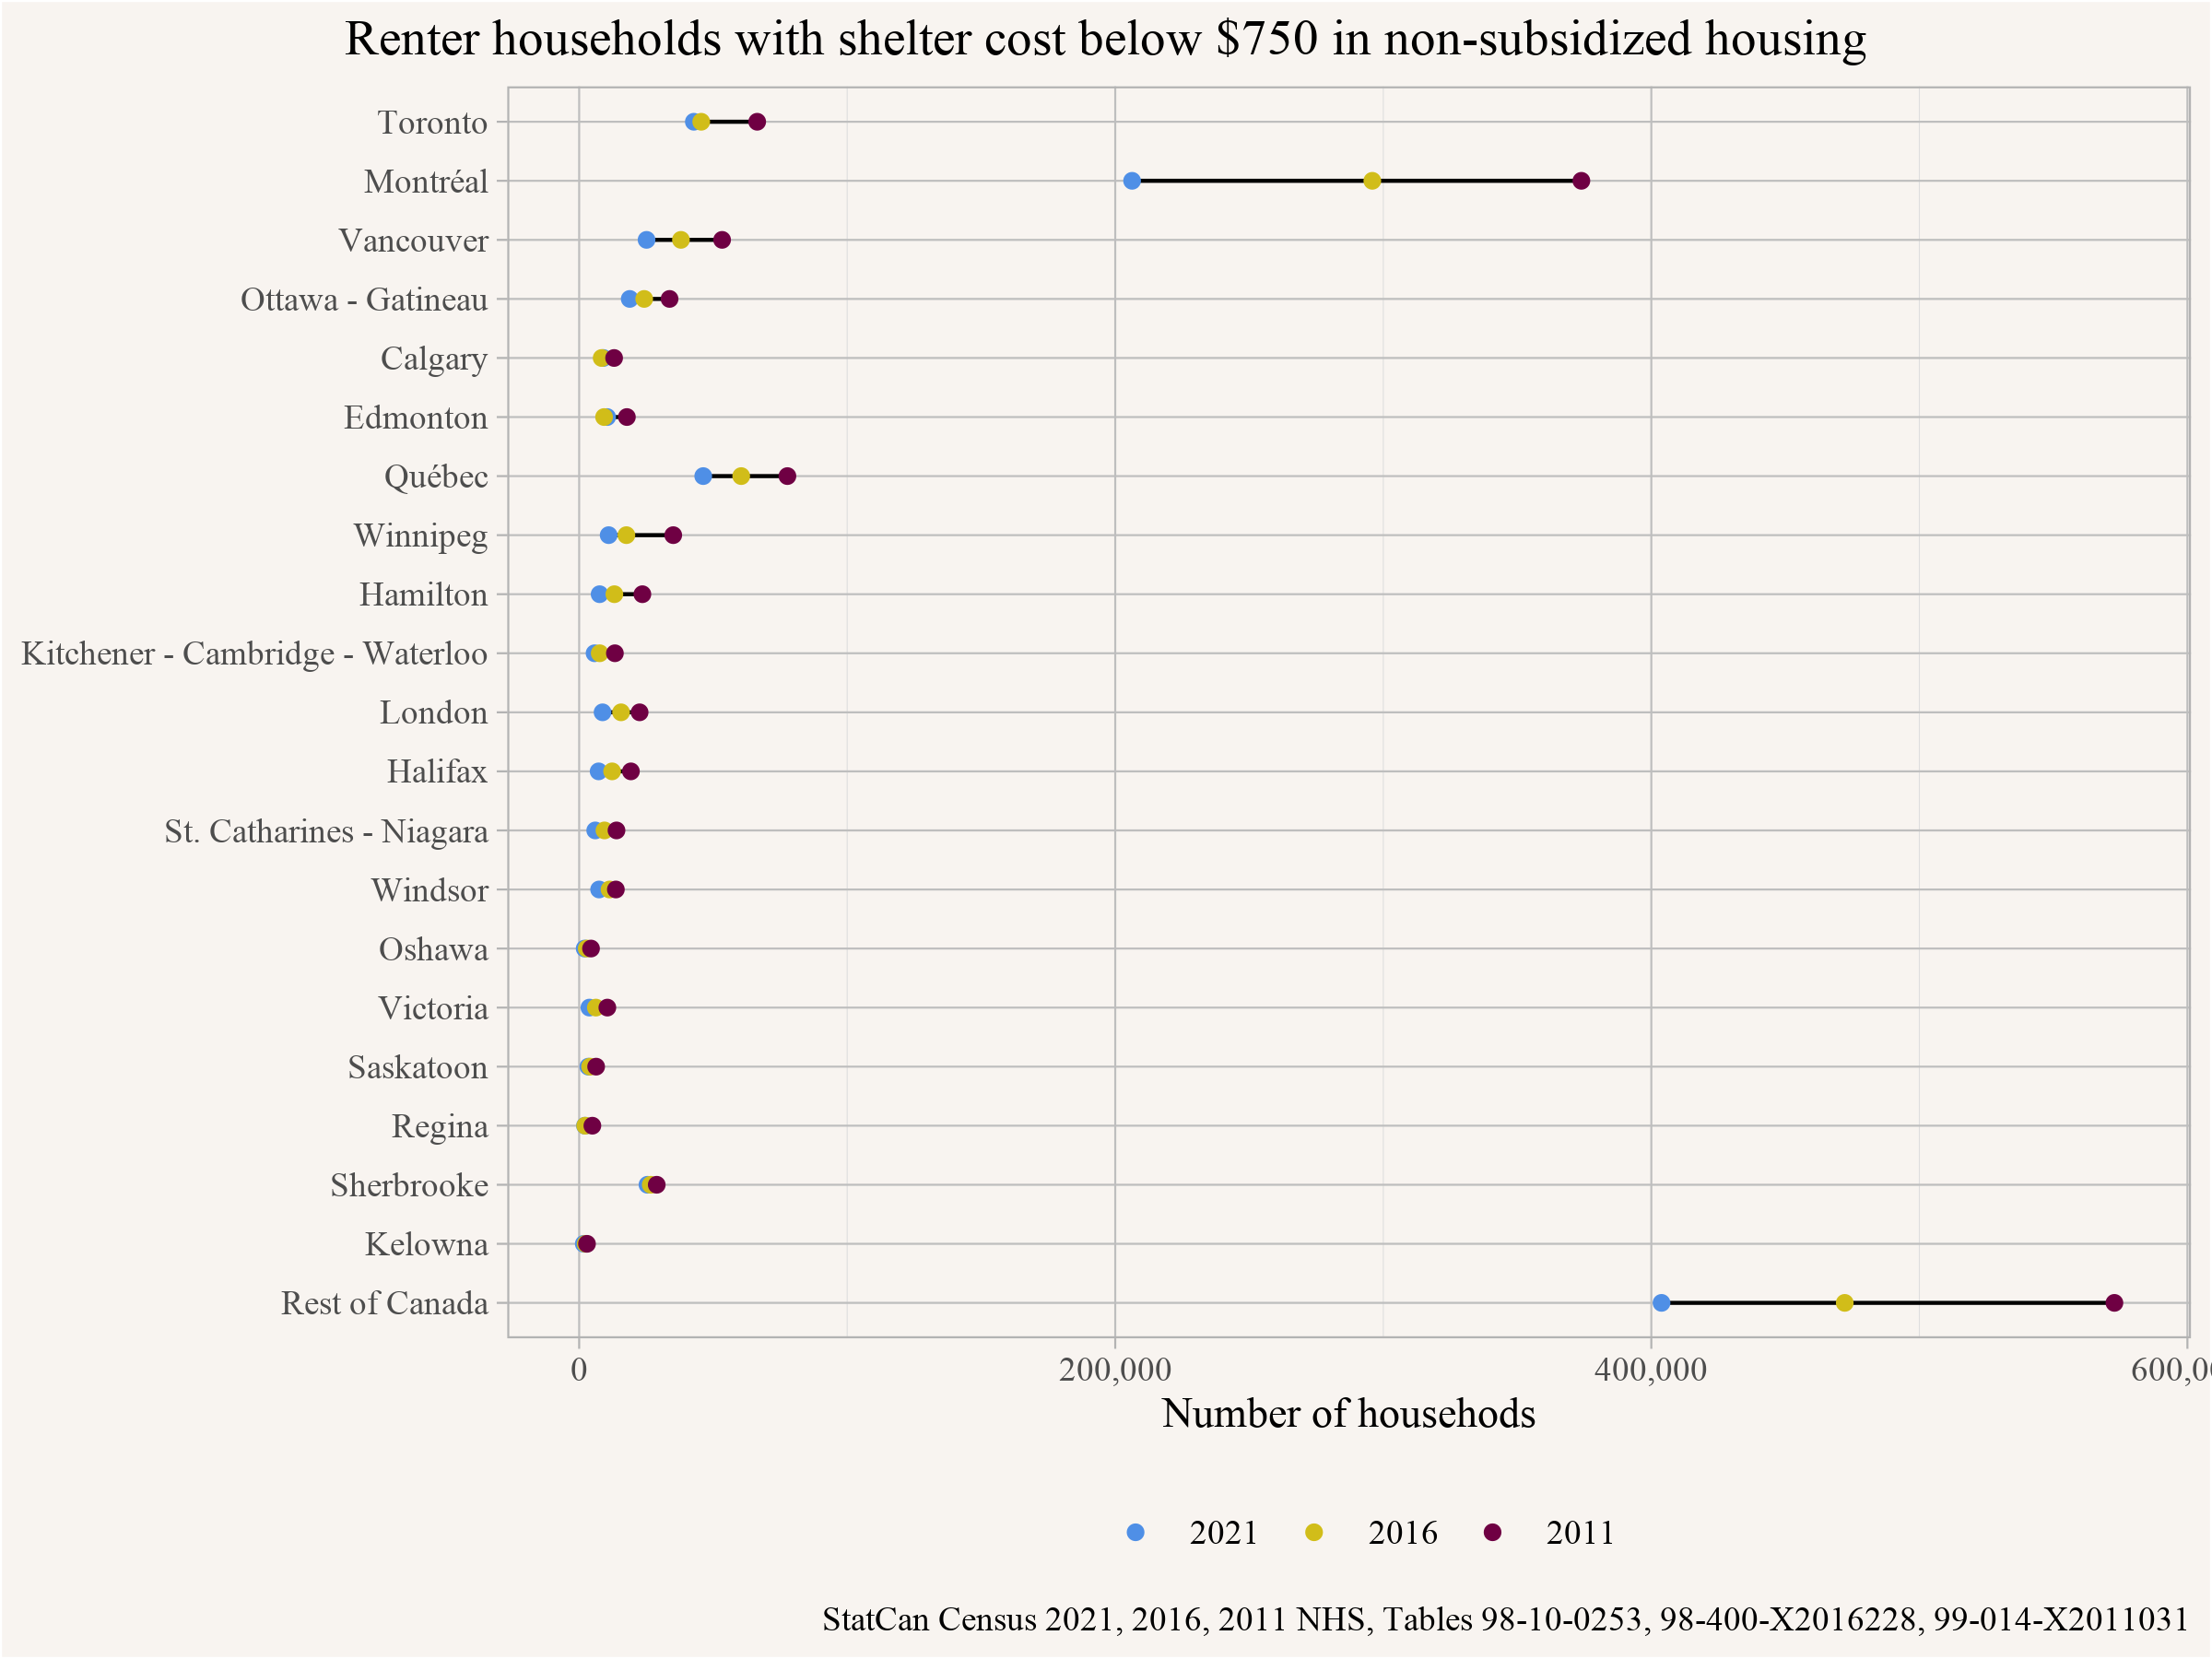 Renter households with shelter cost below $750 in non-subsidized housing
Toronto
Montréal
Vancouver
Ottawa - Gatineau
Calgary
Edmonton
Québec
Winnipeg
Hamilton
Kitchener - Cambridge - Waterloo
London
Halifax
St. Catharines - Niagara
Windsor
Oshawa
Victoria
Saskatoon
Regina
Sherbrooke
Kelowna
Rest of Canada
0 200,000 400,000 600,0
Number of househods
2021 2016 2011
StatCan Census 2021, 2016, 2011 NHS, Tables 98-10-0253, 98-400-X2016228, 99-014-X2011031